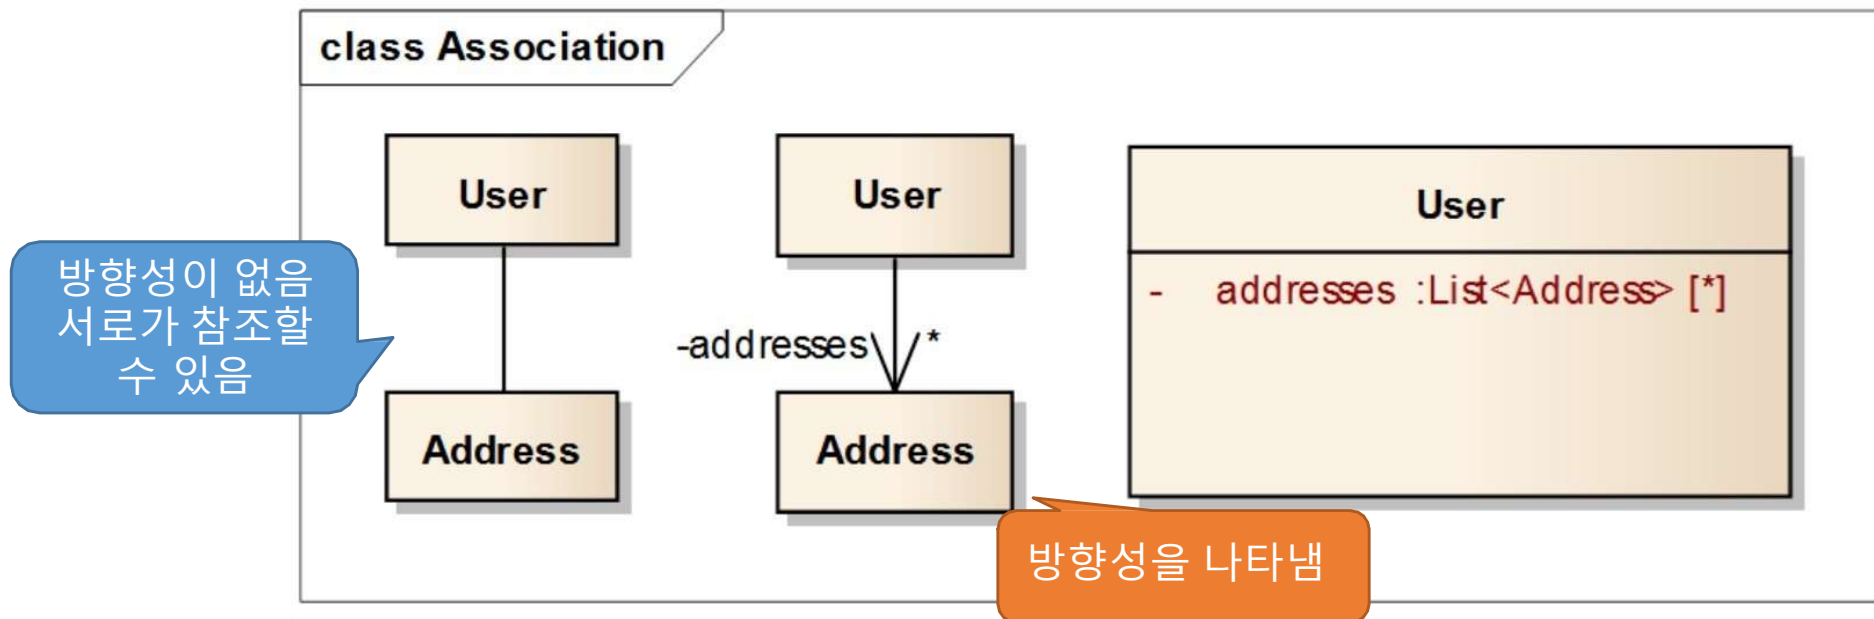 class Association
User
Address
방향성이 없음
서로가 참조할
수 있음
User
-addresses
*
Address
방향성을 나타냄
User
- addresses :List<Address> [*]